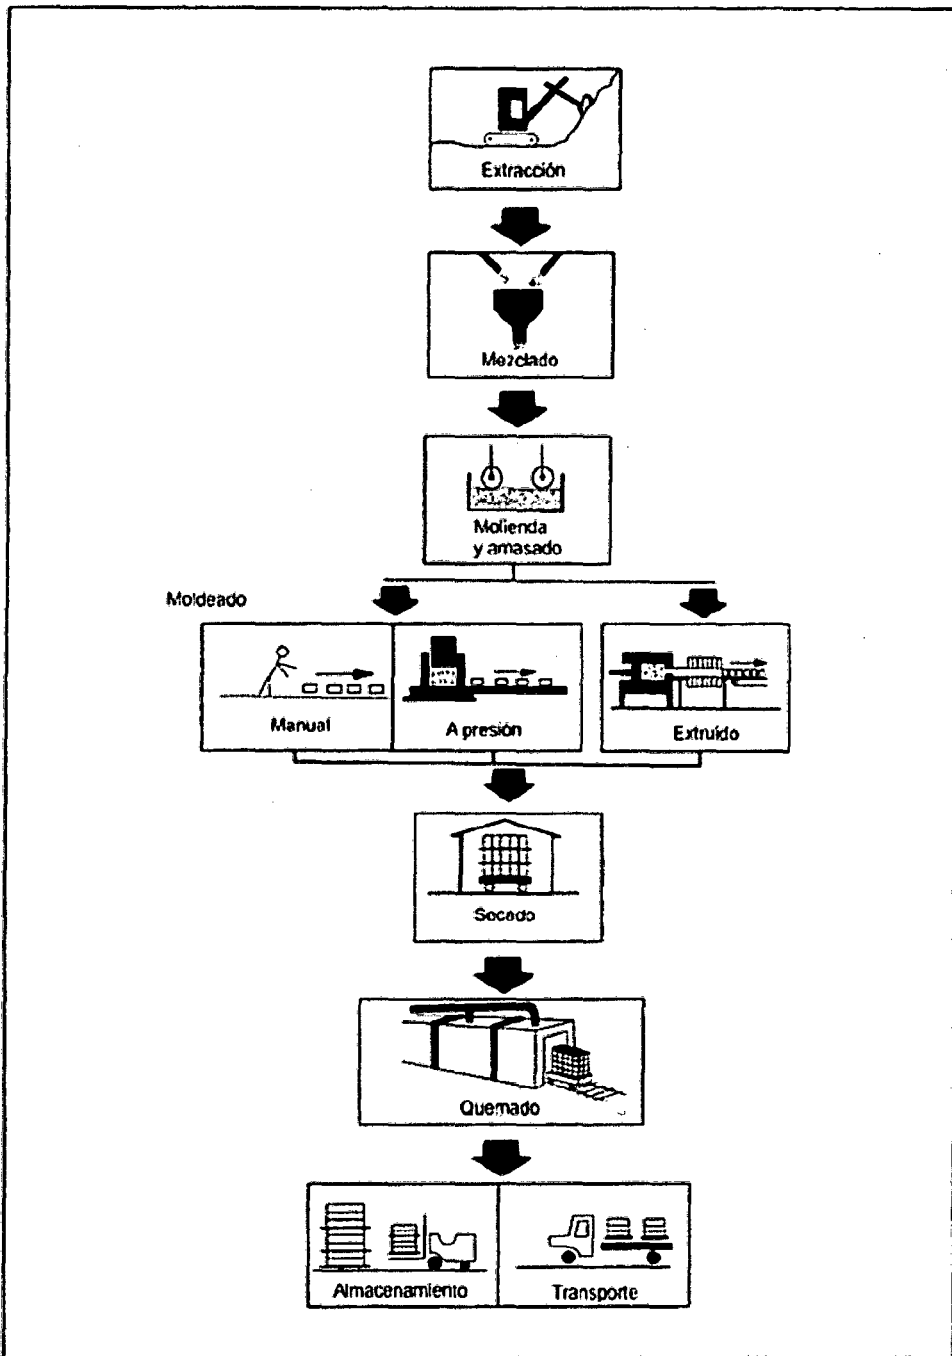 Extracción
Mezclado
Molienda
y amasado
Moldeado
Manual
A presión
Extruído
Secado
Quemado
Almacenamiento
Transporte